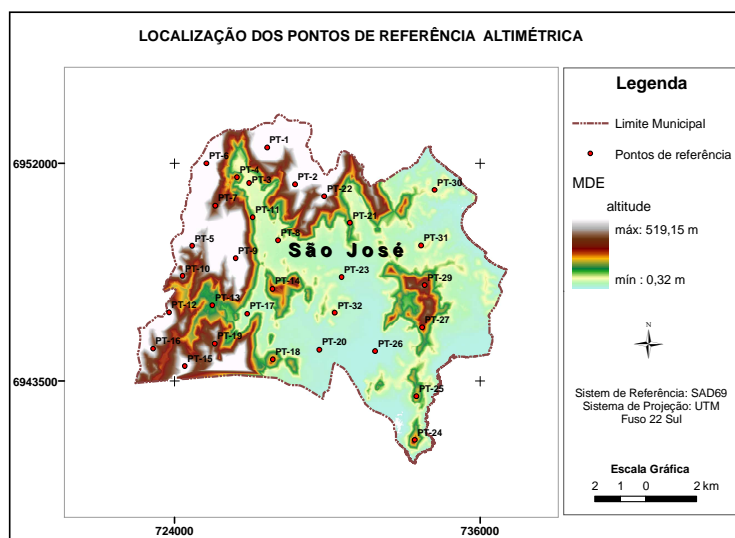 LOCALIZAÇÃO DOS PONTOS DE REFERÊNCIA ALTIMÉTRICA
PT-1
PT-6
PT-4
PT-3
PT-2
PT-22
PT-30
PT-7
PT-11
PT-21
PT-8
PT-5
São José
PT-31
PT-9
PT-10
PT-23
PT-14
PT-29
PT-13
PT-12
PT-17
PT-32
PT-27
PT-16
PT-19
PT-20
PT-26
PT-15
PT-18
PT-25
PT-24
6952000
6943500
724000
736000
Legenda
Limite Municipal
Pontos de referência
MDE
altitude
máx: 519,15 m
mín : 0,32 m
N
Sistem de Referência: SAD69
Sistema de Projeção: UTM
Fuso 22 Sul
Escala Gráfica
2 1 0 2 km